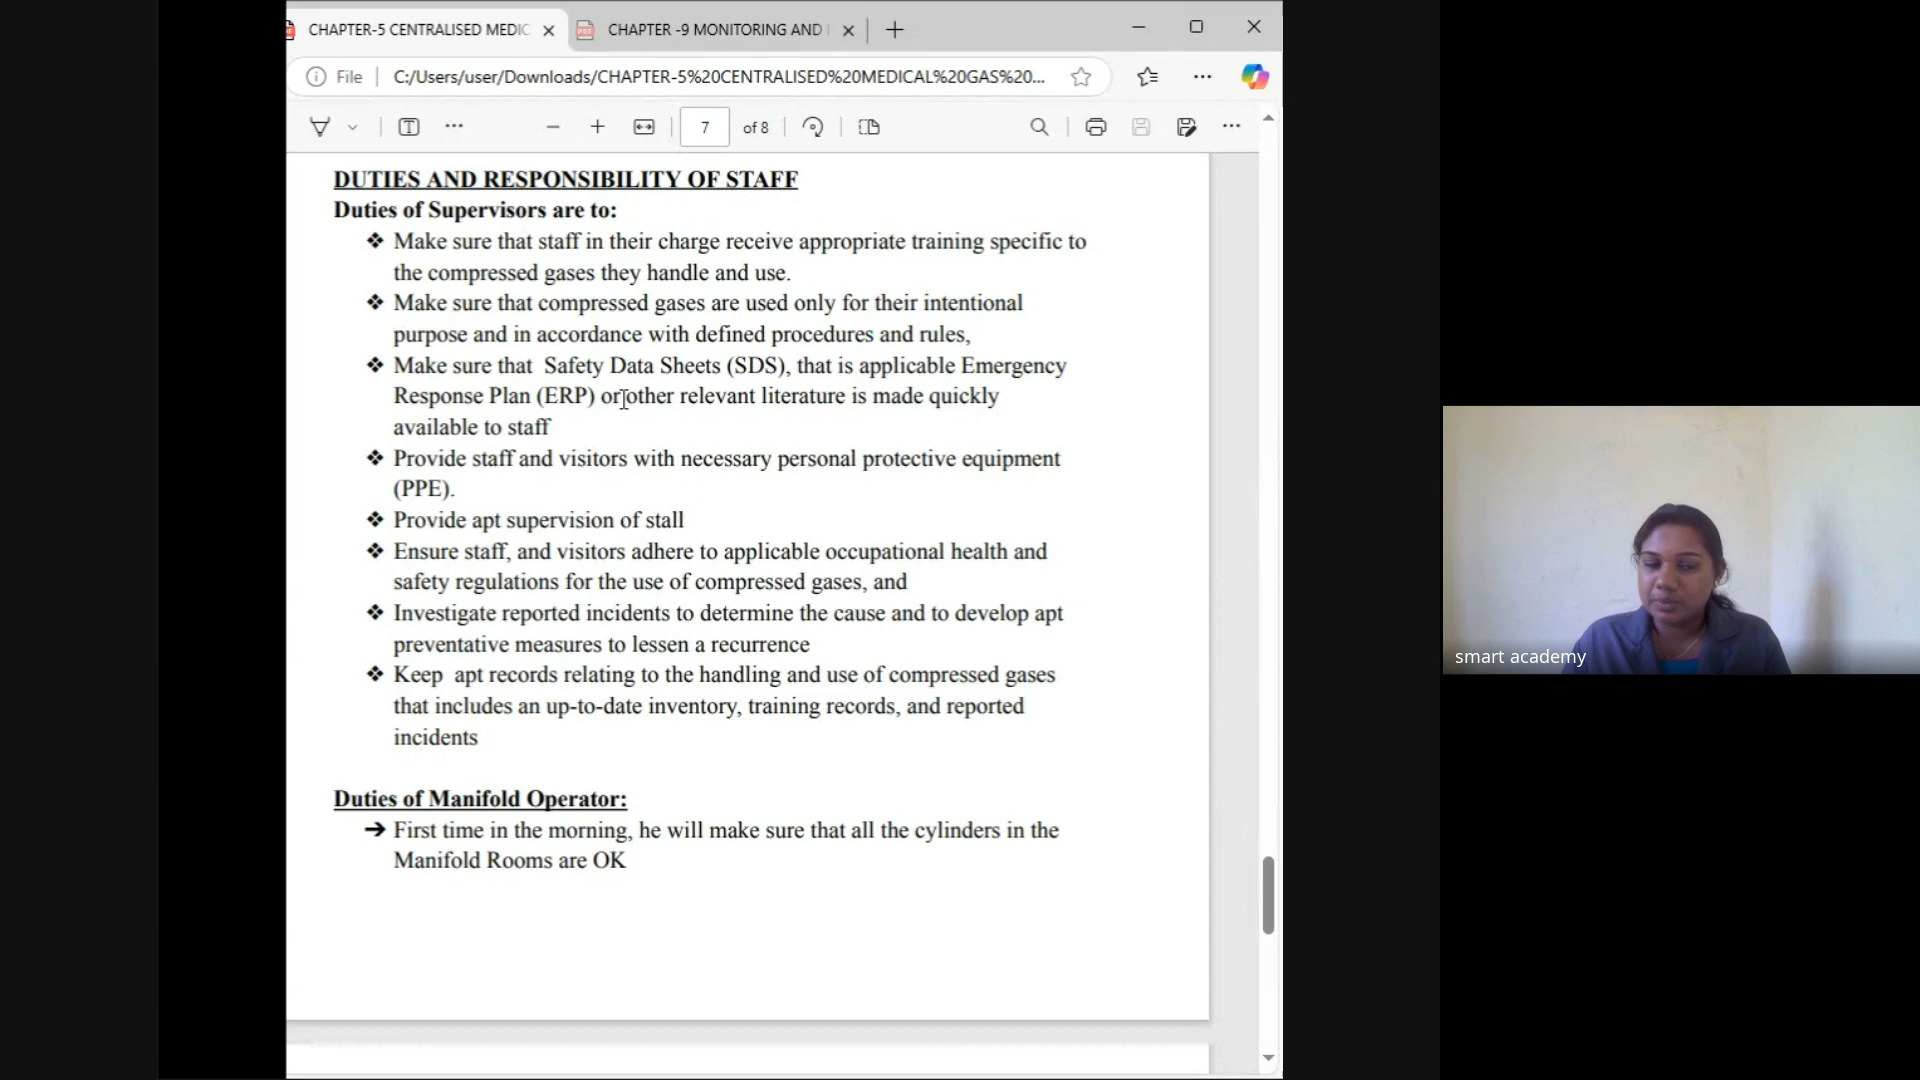 CHAPTER-5 CENTRALISED MEDIC
CHAPTER -9 MONITORING AND
File
C:/Users/user/Downloads/CHAPTER-5%20CENTRALISED%20MEDICAL%20GAS%20...
7 of 8
DUTIES AND RESPONSIBILITY OF STAFF
Duties of Supervisors are to:
❖ Make sure that staff in their charge receive appropriate training specific to
the compressed gases they handle and use.
❖ Make sure that compressed gases are used only for their intentional
purpose and in accordance with defined procedures and rules,
❖ Make sure that Safety Data Sheets (SDS), that is applicable Emergency
Response Plan (ERP) or other relevant literature is made quickly
available to staff
❖ Provide staff and visitors with necessary personal protective equipment
(PPE).
❖ Provide apt supervision of stall
❖ Ensure staff, and visitors adhere to applicable occupational health and
safety regulations for the use of compressed gases, and
❖ Investigate reported incidents to determine the cause and to develop apt
preventative measures to lessen a recurrence
❖ Keep apt records relating to the handling and use of compressed gases
that includes an up-to-date inventory, training records, and reported
incidents
Duties of Manifold Operator:
➔ First time in the morning, he will make sure that all the cylinders in the
Manifold Rooms are OK
smart academy